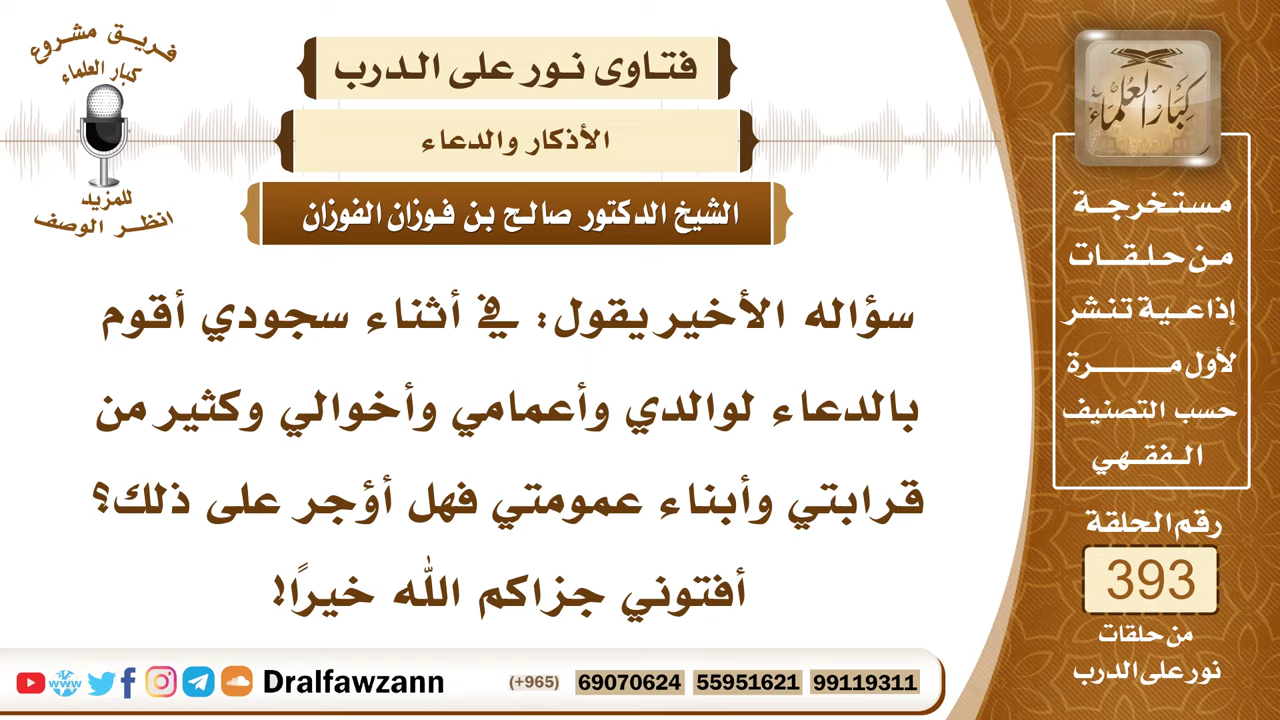 فريق مشروع
كبار العلماء
للمزيد
انظر الوصف
فتاوى نور على الدرب
الأذكار والدعاء
الشيخ الدكتور صالح بن فوزان الفوزان
سؤاله الأخير يقول: في أثناء سجودي أقوم
بالدعاء لوالدي وأعمامي وأخوالي وكثير من
قرابتي وأبناء عمومتي فهل أؤجر على ذلك؟
أفتوني جزاكم الله خيرًا!
كبار العلماء
مستخرجة
من حلقات
إذاعية تنشر
لأول مرة
حسب التصنيف
الفقهي
رقم الحلقة
393
من حلقات
نور على الدرب
www Dralfawzann (+965) 69070624 55951621 99119311